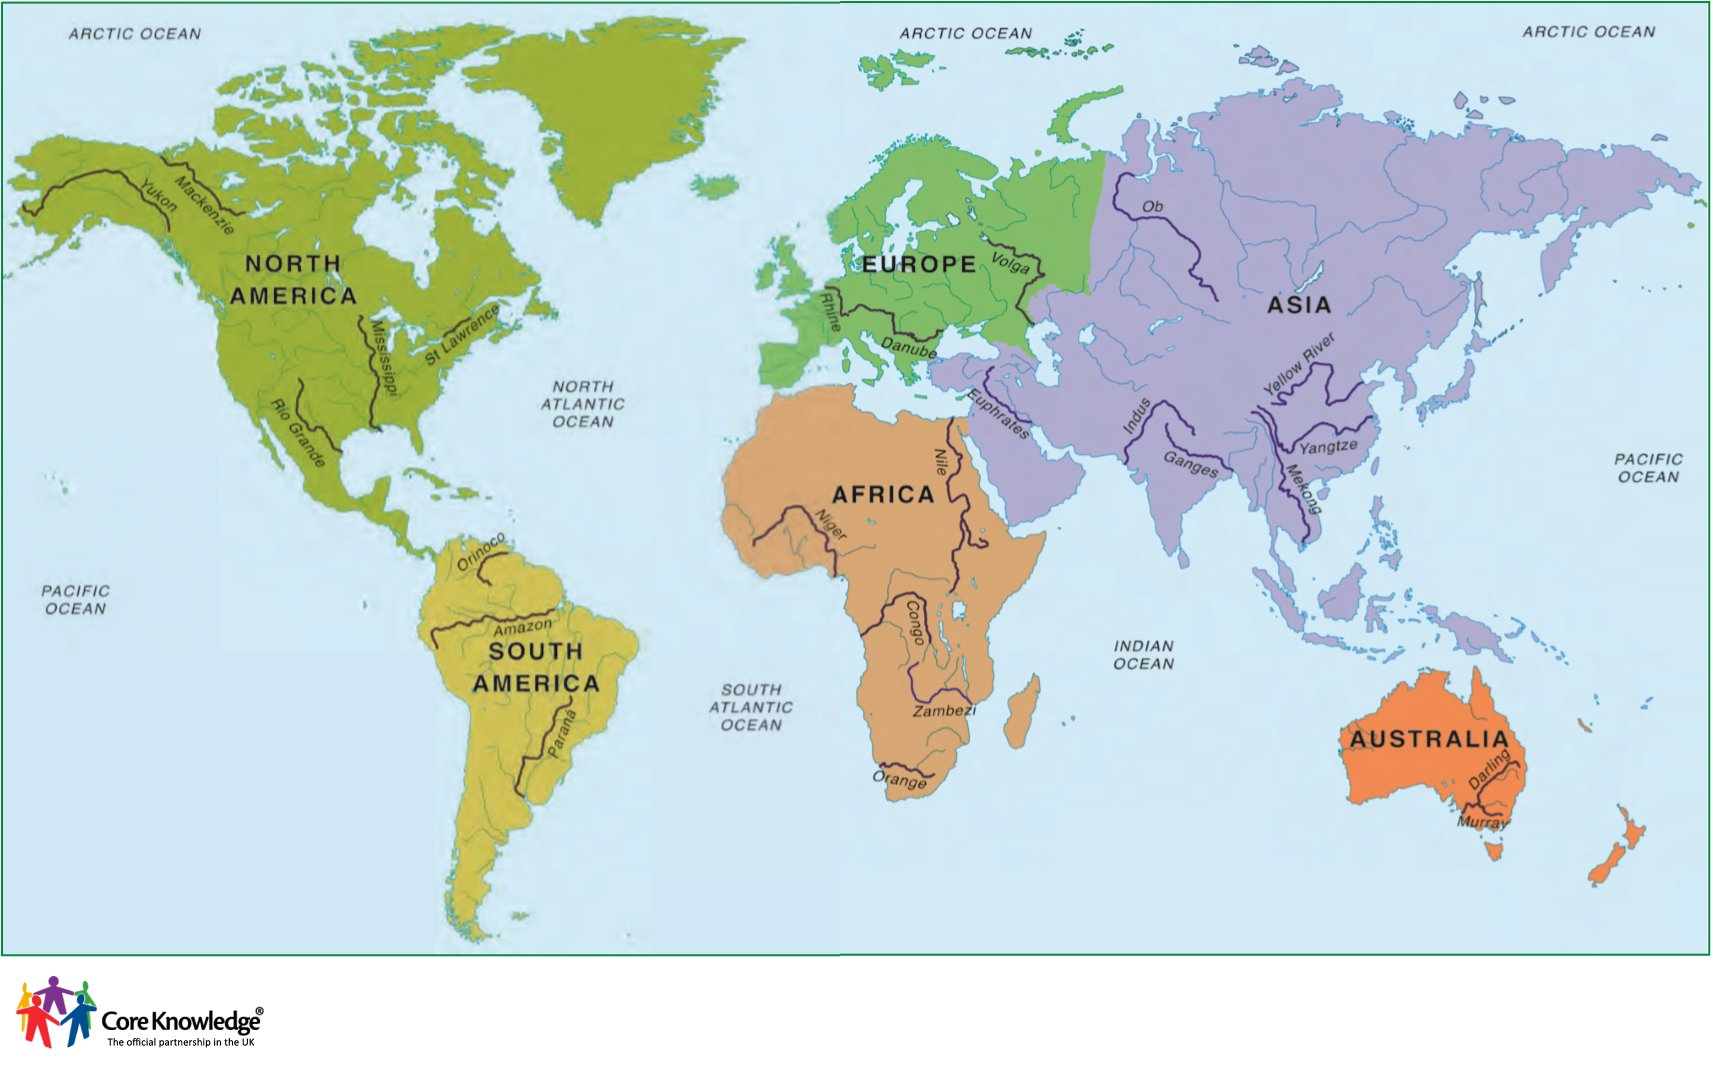 ARCTIC OCEAN
ARCTIC OCEAN
ARCTIC OCEAN
Yukon
Mackenzie
NORTH
AMERICA
Mississippi
St Lawrence
Rio Grande
NORTH
ATLANTIC
OCEAN
EUROPE
Volga
Rhine
Danube
Ob
ASIA
Yellow River
Euphrates
Indus
Ganges
Yangtze
Mekong
PACIFIC
OCEAN
AFRICA
Nile
Niger
Congo
Zambezi
Orange
PACIFIC
OCEAN
Orinoco
Amazon
SOUTH
AMERICA
Paraná
SOUTH
ATLANTIC
OCEAN
INDIAN
OCEAN
AUSTRALIA
Darling
Murray
Core Knowledge®
The official partnership in the UK